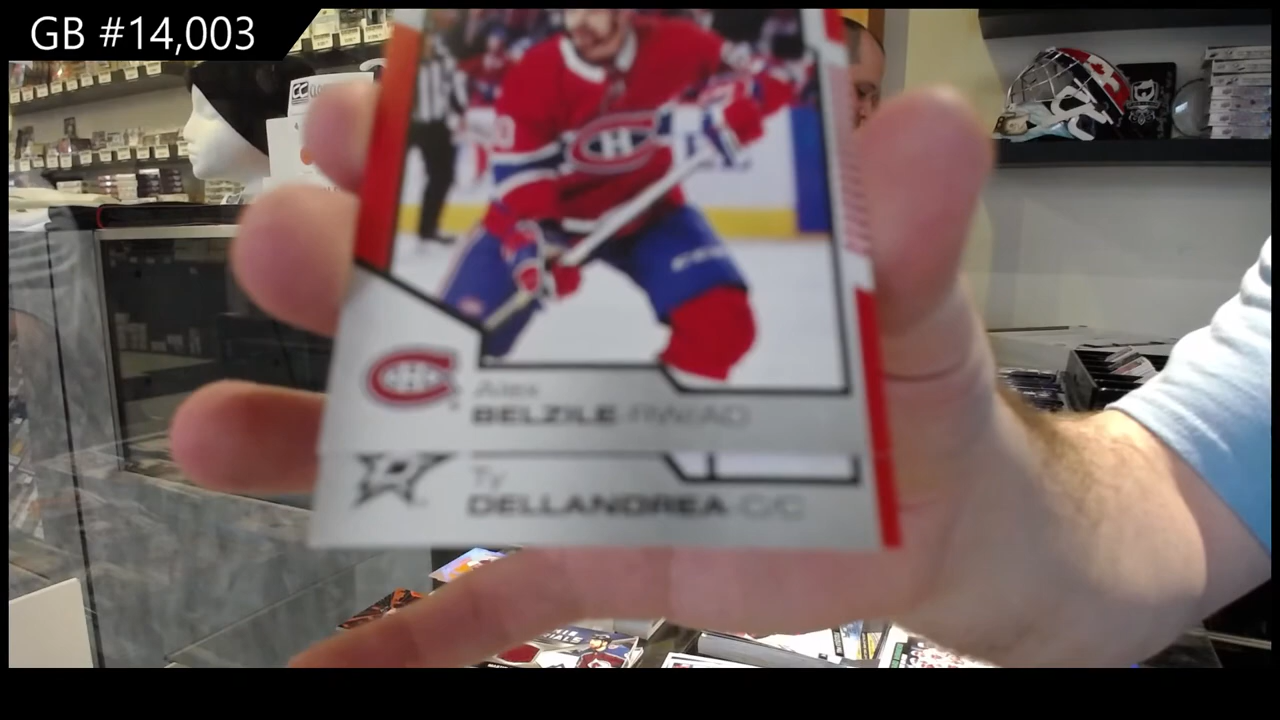 GB #14,003
Alex
BELZILE-RW/AD
Ty
DELLANDREA-C/C